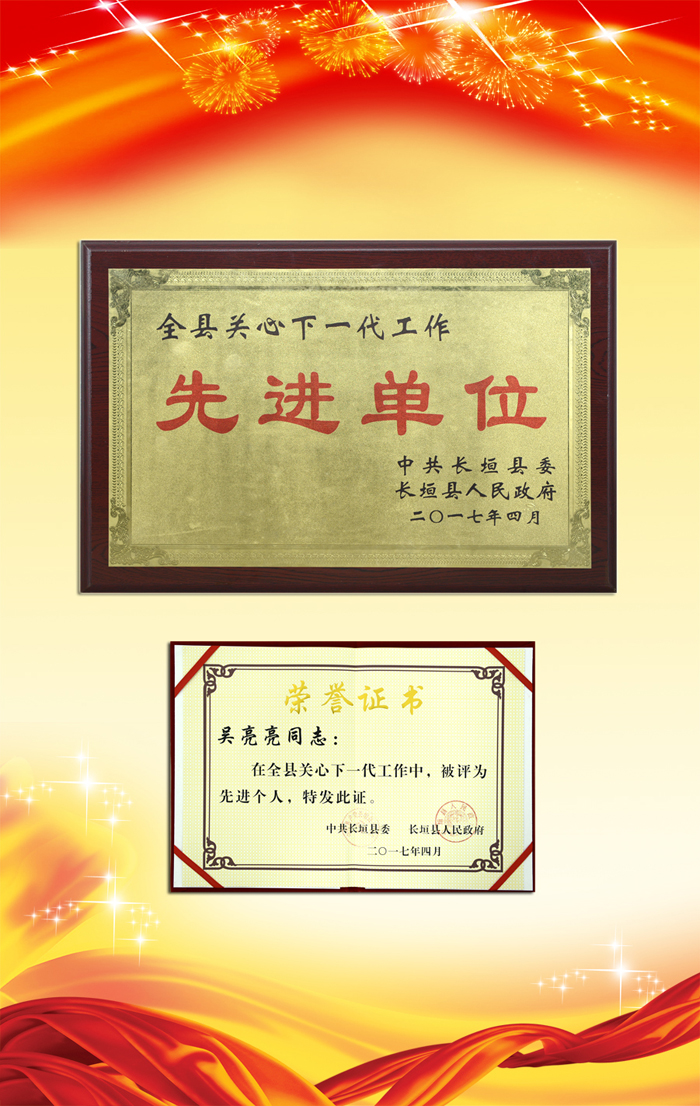 全县关心下一代工作
先进单位
中共长垣县委
长垣县人民政府
二〇一七年四月
荣誉证书
吴亮亮同志：
在全县关心下一代工作中，被评为
先进个人，特发此证。
中共长垣县委 长垣县人民政府
二〇一七年四月